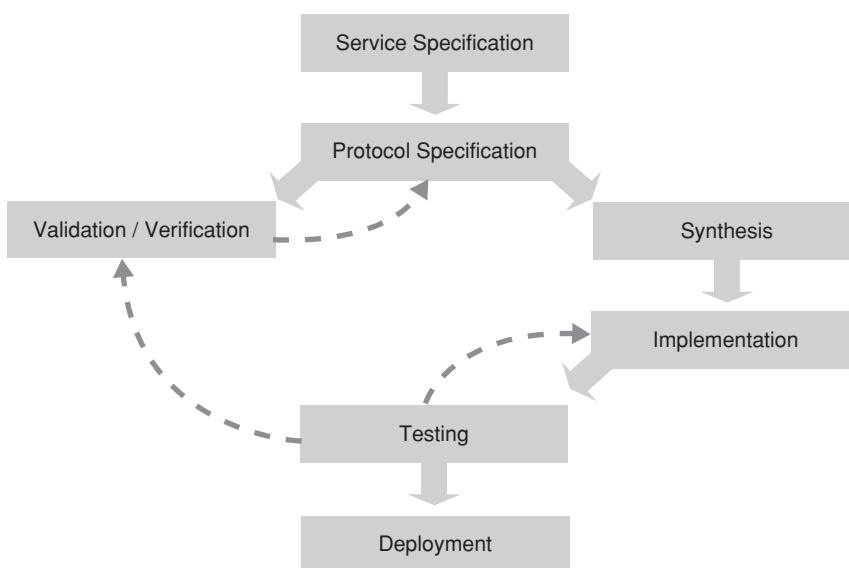 Service Specification
Protocol Specification
Validation / Verification
Synthesis
Implementation
Testing
Deployment